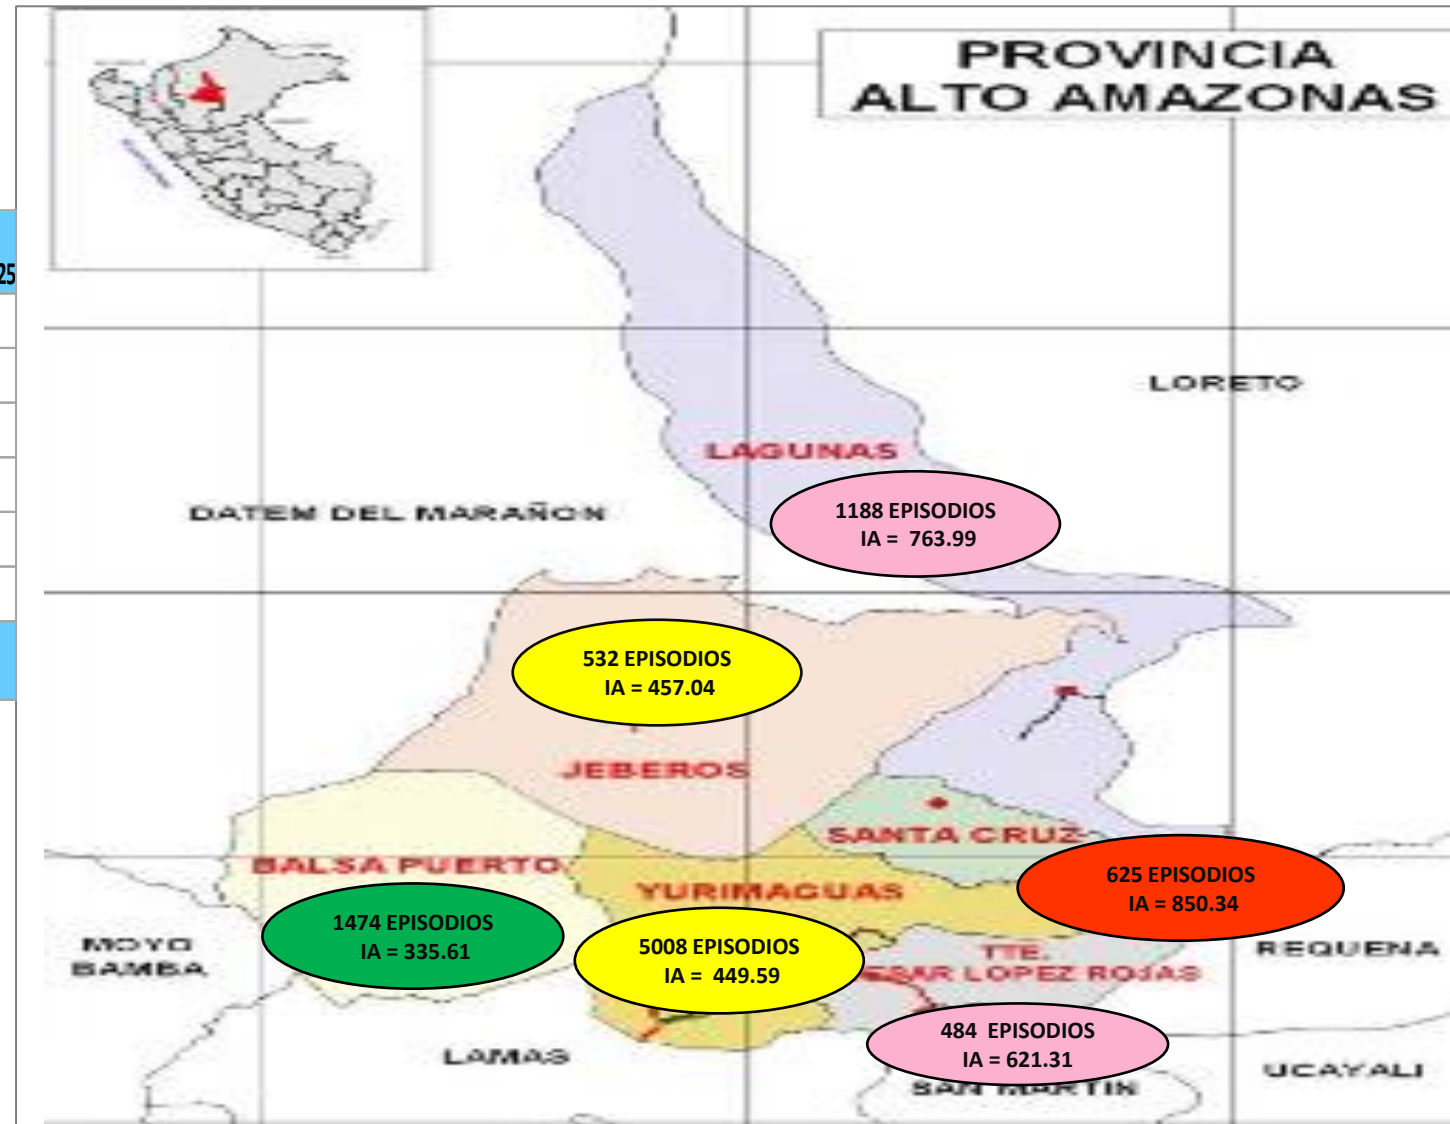 PROVINCIA
ALTO AMAZONAS
25
LORETO
LAGUNAS
1188 EPISODIOS
IA = 763.99
DATEM DEL MARAÑON
532 EPISODIOS
IA = 457.04
JEBEROS
SANTA CRUZ
BALSA PUERTO
YURIMAGUAS
625 EPISODIOS
IA = 850.34
1474 EPISODIOS
IA = 335.61
5008 EPISODIOS
IA = 449.59
MOYO
BAMBA
TTE.
ESAR LOPEZ ROJAS
REQUENA
484 EPISODIOS
IA = 621.31
LAMAS
SAN MARTIN
UCAYALI